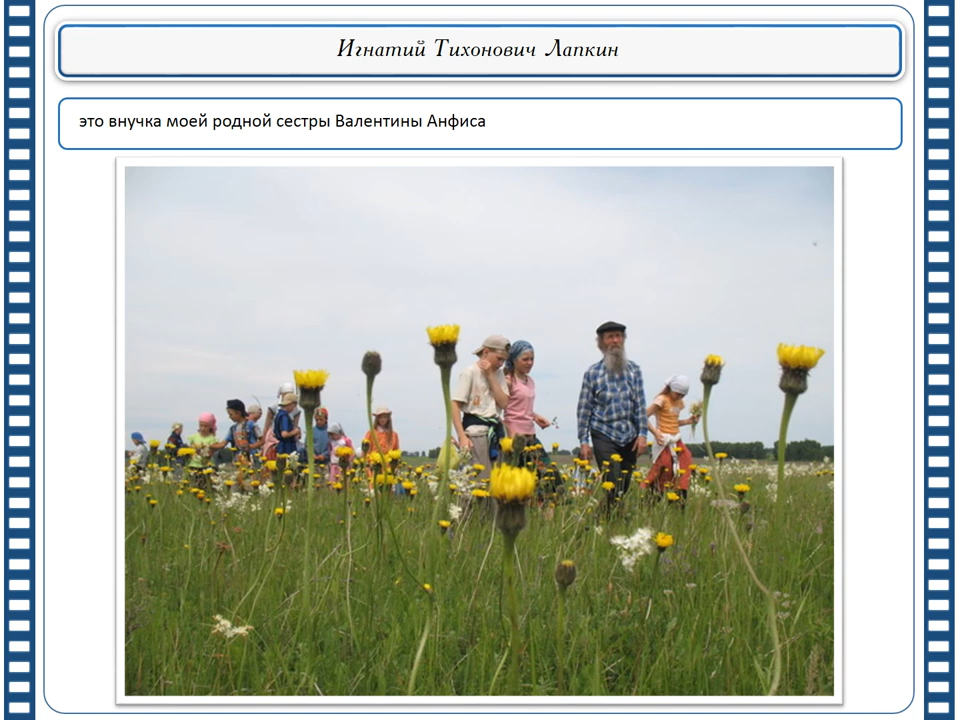 Игнатий Тихонович Лапкин
это внучка моей родной сестры Валентины Анфиса